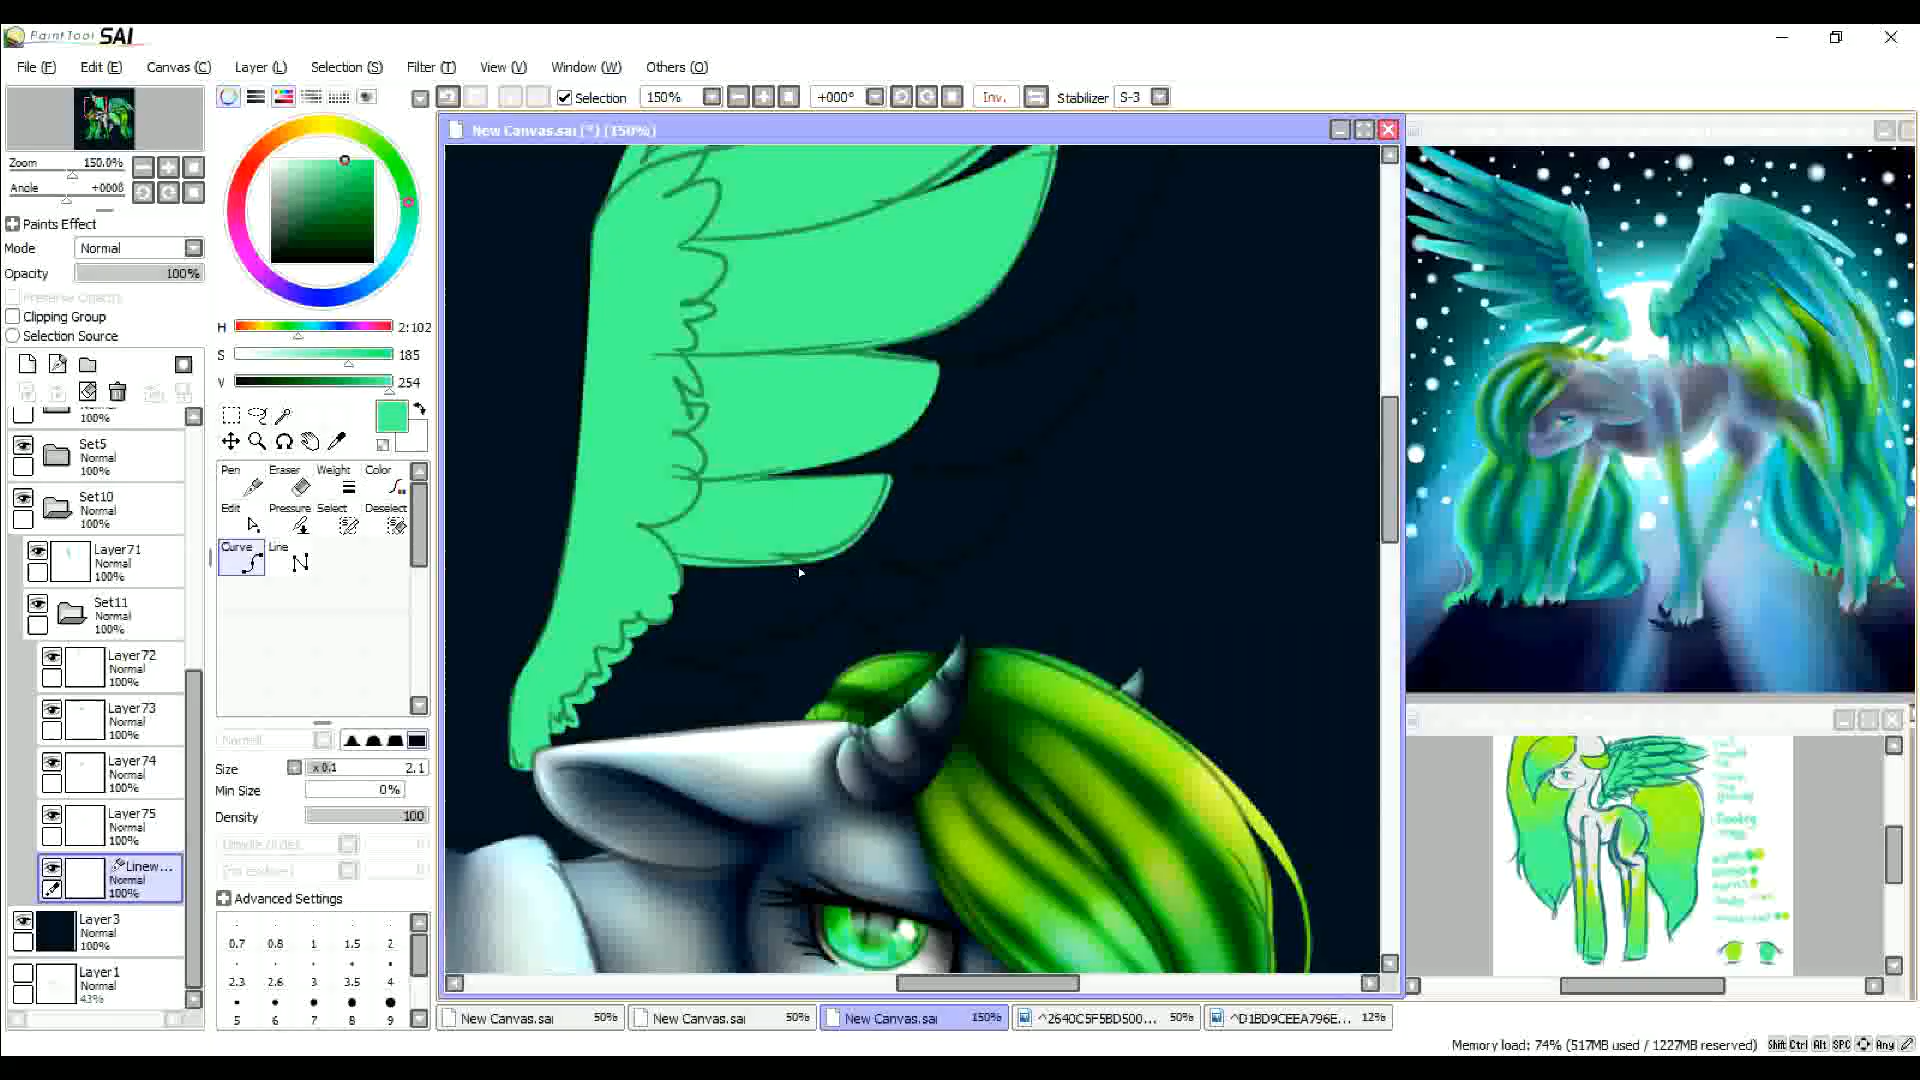 PaintTool SAI
File (F) Edit (E) Canvas (C) Layer (L) Selection (S) Filter (T) View (V) Window (W) Others (O)
Selection 150% +000° Inv. Stabilizer S-3
New Canvas.sai (*) (150%)
Zoom 150.0%
Angle +000ß
Paints Effect
Mode Normal
Opacity 100%
Preserve Opacity
Clipping Group
Selection Source
H 2:102
S 185
V 254
100%
Set5
Normal
100%
Set10
Normal
100%
Layer71
Normal
100%
Set11
Normal
100%
Layer72
Normal
100%
Layer73
Normal
100%
Layer74
Normal
100%
Layer75
Normal
100%
Linew...
Normal
100%
Layer3
Normal
100%
Layer1
Normal
43%
Pen Eraser Weight Color
Edit Pressure Select Deselect
Curve Line
Normal
Size x 0.1 2.1
Min Size 0%
Density 100
Advanced Settings
0.7 0.8 1 1.5 2
2.3 2.6 3 3.5 4
5 6 7 8 9
New Canvas.sai 50%
New Canvas.sai 50%
New Canvas.sai 150%
^2640C5F5BD500... 50%
^D1BD9CEEA796E... 12%
Memory load: 74% (517MB used / 1227MB reserved) Shift Ctrl Alt SPC Any